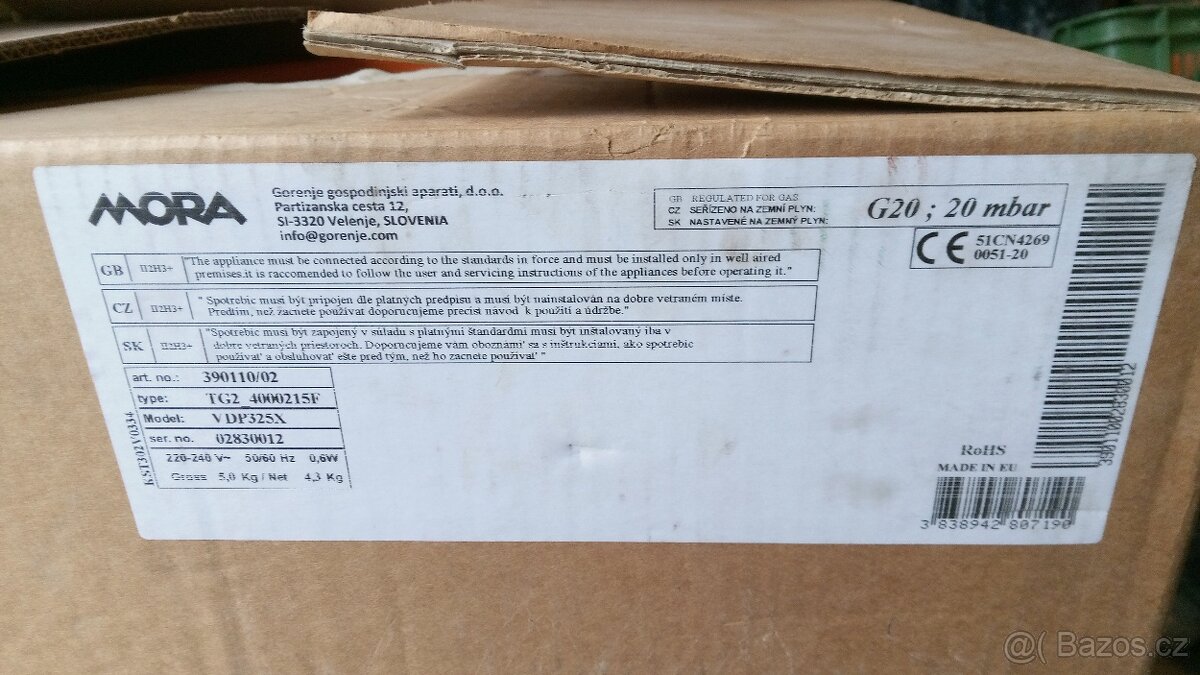 MORA
Gorenje gospodinjski aparati, d.o.o.
Partizanska cesta 12,
SI-3320 Velenje, SLOVENIA
info@gorenje.com
GB REGULATED FOR GAS
CZ SEŘÍZENO NA ZEMNÍ PLYN:
SK NASTAVENÉ NA ZEMNÝ PLYN:
G20 ; 20 mbar
CE 51CN4269
0051-20
GB II2H3+ "The appliance must be connected according to the standards in force and must be installed only in well aired
premises.it is raccomended to follow the user and servicing instructions of the appliances before operating it."
CZ II2H3+ " Spotrebic musí být pripojen dle platných predpisu a musí být nainstalován na dobre vetraném míste.
Predtím, než zacnete používat doporucujeme precíst návod k použití a údržbe."
SK II2H3+ "Spotrebic musí byt zapojený v súladu s platnými štandardmi musí byt inštalovaný iba v
dobre vetraných priestoroch. Doporucujeme vám oboznámi' sa s inštrukciami, ako spotrebic
používat' a obsluhovat' ešte pred tým, než ho zacnete používat' "
art. no.: 390110/02
type: TG2_4000215F
Model: VDP325X
ser. no. 02830012
220-240 V~ 50/60 Hz 0,6W
Gross 5,0 Kg / Net 4,3 Kg
KST302V0334
3901100283001​2
RoHS
MADE IN EU
3 838942 807190
@( Bazos.cz